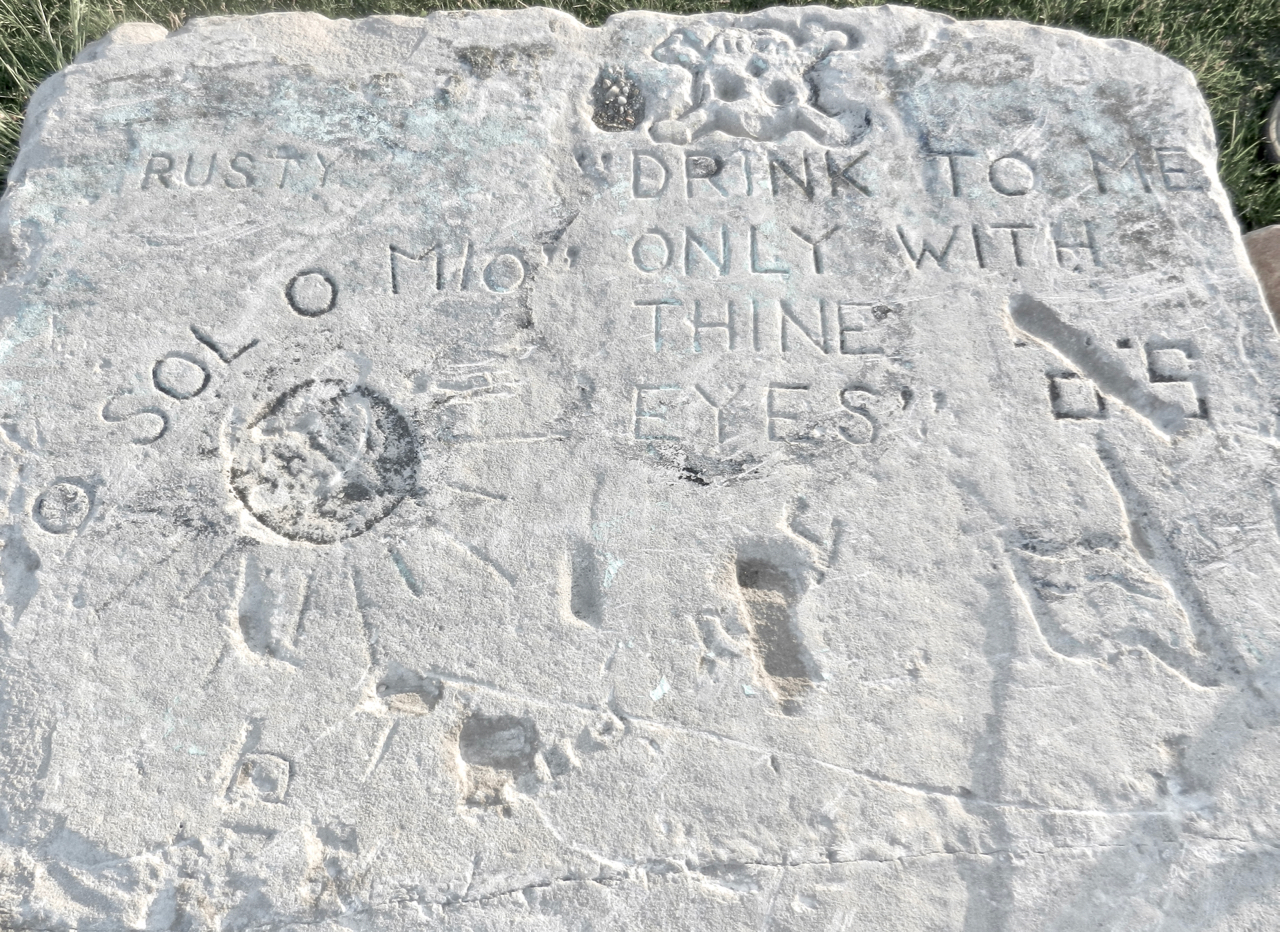 RUSTY
SOL O MIO"
"DRINK TO ME
ONLY WITH
THINE
EYES"